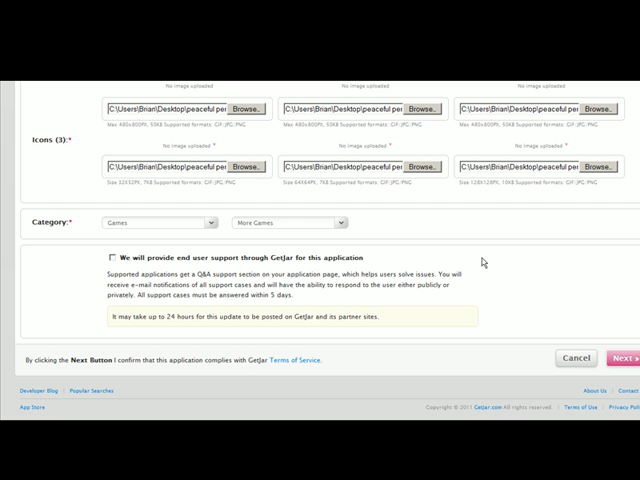 No image uploaded No image uploaded No image uploaded
C:\Users\Brian\Desktop\peaceful per Browse.. C:\Users\Brian\Desktop\peaceful per Browse.. C:\Users\Brian\Desktop\peaceful per Browse..
Max 480x800PX, 50KB Supported formats: GIF;JPG;PNG Max 480x800PX, 50KB Supported formats: GIF;JPG;PNG Max 480x800PX, 50KB Supported formats: GIF;JPG;PNG
Icons (3):*
No image uploaded * No image uploaded * No image uploaded *
C:\Users\Brian\Desktop\peaceful per Browse.. C:\Users\Brian\Desktop\peaceful per Browse.. C:\Users\Brian\Desktop\peaceful per Browse..
Size 32X32PX, 7KB Supported formats: GIF;JPG;PNG Size 64X64PX, 7KB Supported formats: GIF;JPG;PNG Size 128X128PX, 10KB Supported formats: GIF;JPG;PNG
Category:* Games More Games
We will provide end user support through GetJar for this application
Supported applications get a Q&A support section on your application page, which helps users solve issues. You will
receive e-mail notifications of all support cases and will have the ability to respond to the user either publicly or
privately. All support cases must be answered within 5 days.
It may take up to 24 hours for this update to be posted on GetJar and its partner sites.
By clicking the Next Button I confirm that this application complies with GetJar Terms of Service. Cancel Next »
Developer Blog | Popular Searches About Us | Contact
App Store Copyright © 2011 GetJar.com All rights reserved. | Terms of Use | Privacy Poli